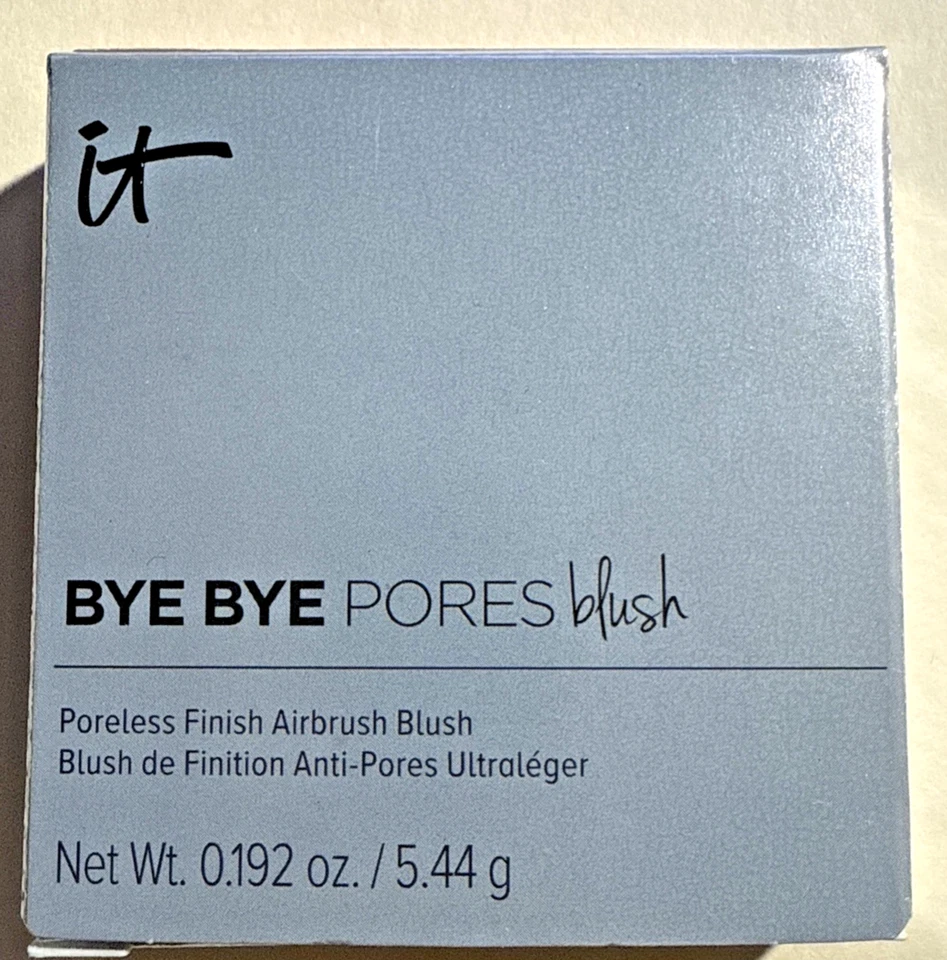 it
BYE BYE PORES blush
Poreless Finish Airbrush Blush
Blush de Finition Anti-Pores Ultraléger
Net Wt. 0.192 oz. / 5.44 g